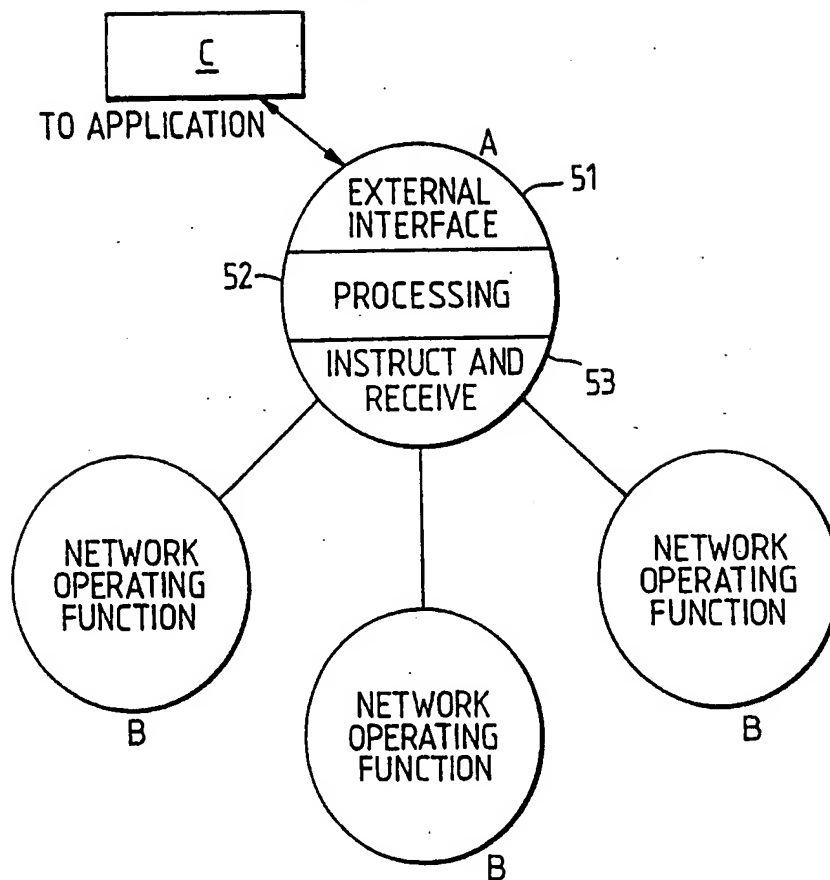 C
TO APPLICATION
A
51
EXTERNAL
INTERFACE
52
PROCESSING
INSTRUCT AND
RECEIVE
53
NETWORK
OPERATING
FUNCTION
B
NETWORK
OPERATING
FUNCTION
B
NETWORK
OPERATING
FUNCTION
B